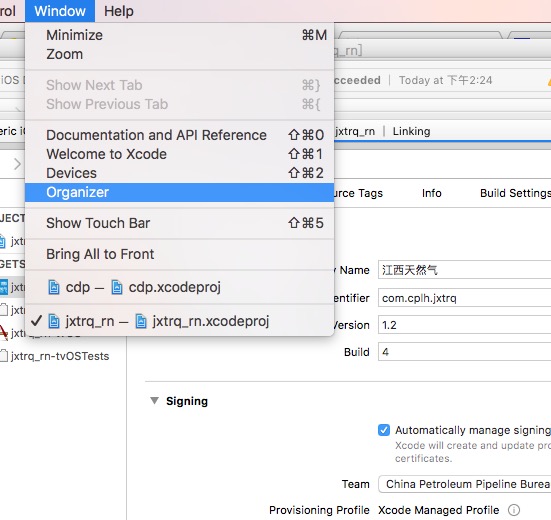 rol Window Help
Minimize ⌘M
Zoom
_rn]
Show Next Tab ⌘}
iOS D
cceeded | Today at 下午2:24
Show Previous Tab ⌘{
Documentation and API Reference ⇧⌘0
eric iO
jxtrq_rn | Linking
Welcome to Xcode ⇧⌘1
Devices ⇧⌘2
Organizer
urce Tags Info Build Settings
Show Touch Bar ⇧⌘5
JECT
jx
Bring All to Front
GETS
y Name 江西天然气
cdp — cdp.xcodeproj
jxt
entifier com.cplh.jxtrq
✓ jxtrq_rn — jxtrq_rn.xcodeproj
Version 1.2
jxtrq_rn-tvOS
Build 4
jxtrq_rn-tvOSTests
▼ Signing
Automatically manage signing
Xcode will create and update pro
certificates.
Team China Petroleum Pipeline Burea
Provisioning Profile Xcode Managed Profile